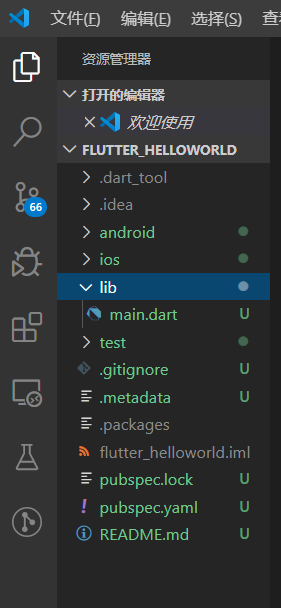 文件(F) 编辑(E) 选择(S)
资源管理器
打开的编辑器
欢迎使用
FLUTTER_HELLOWORLD
.dart_tool
.idea
android
ios
lib
main.dart U
test
.gitignore U
.metadata U
.packages
flutter_helloworld.iml
pubspec.lock U
pubspec.yaml U
README.md U
66